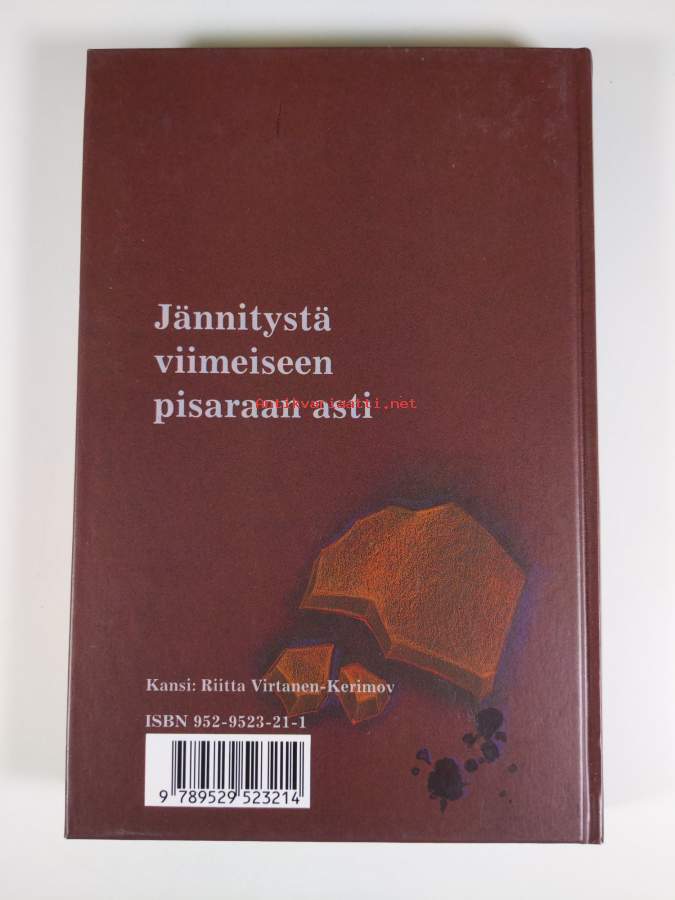 Jännitystä
viimeiseen
pisaraan asti
Antikvariaatti.net
Kansi: Riitta Virtanen-Kerimov
ISBN 952-9523-21-1
9 789529 523214